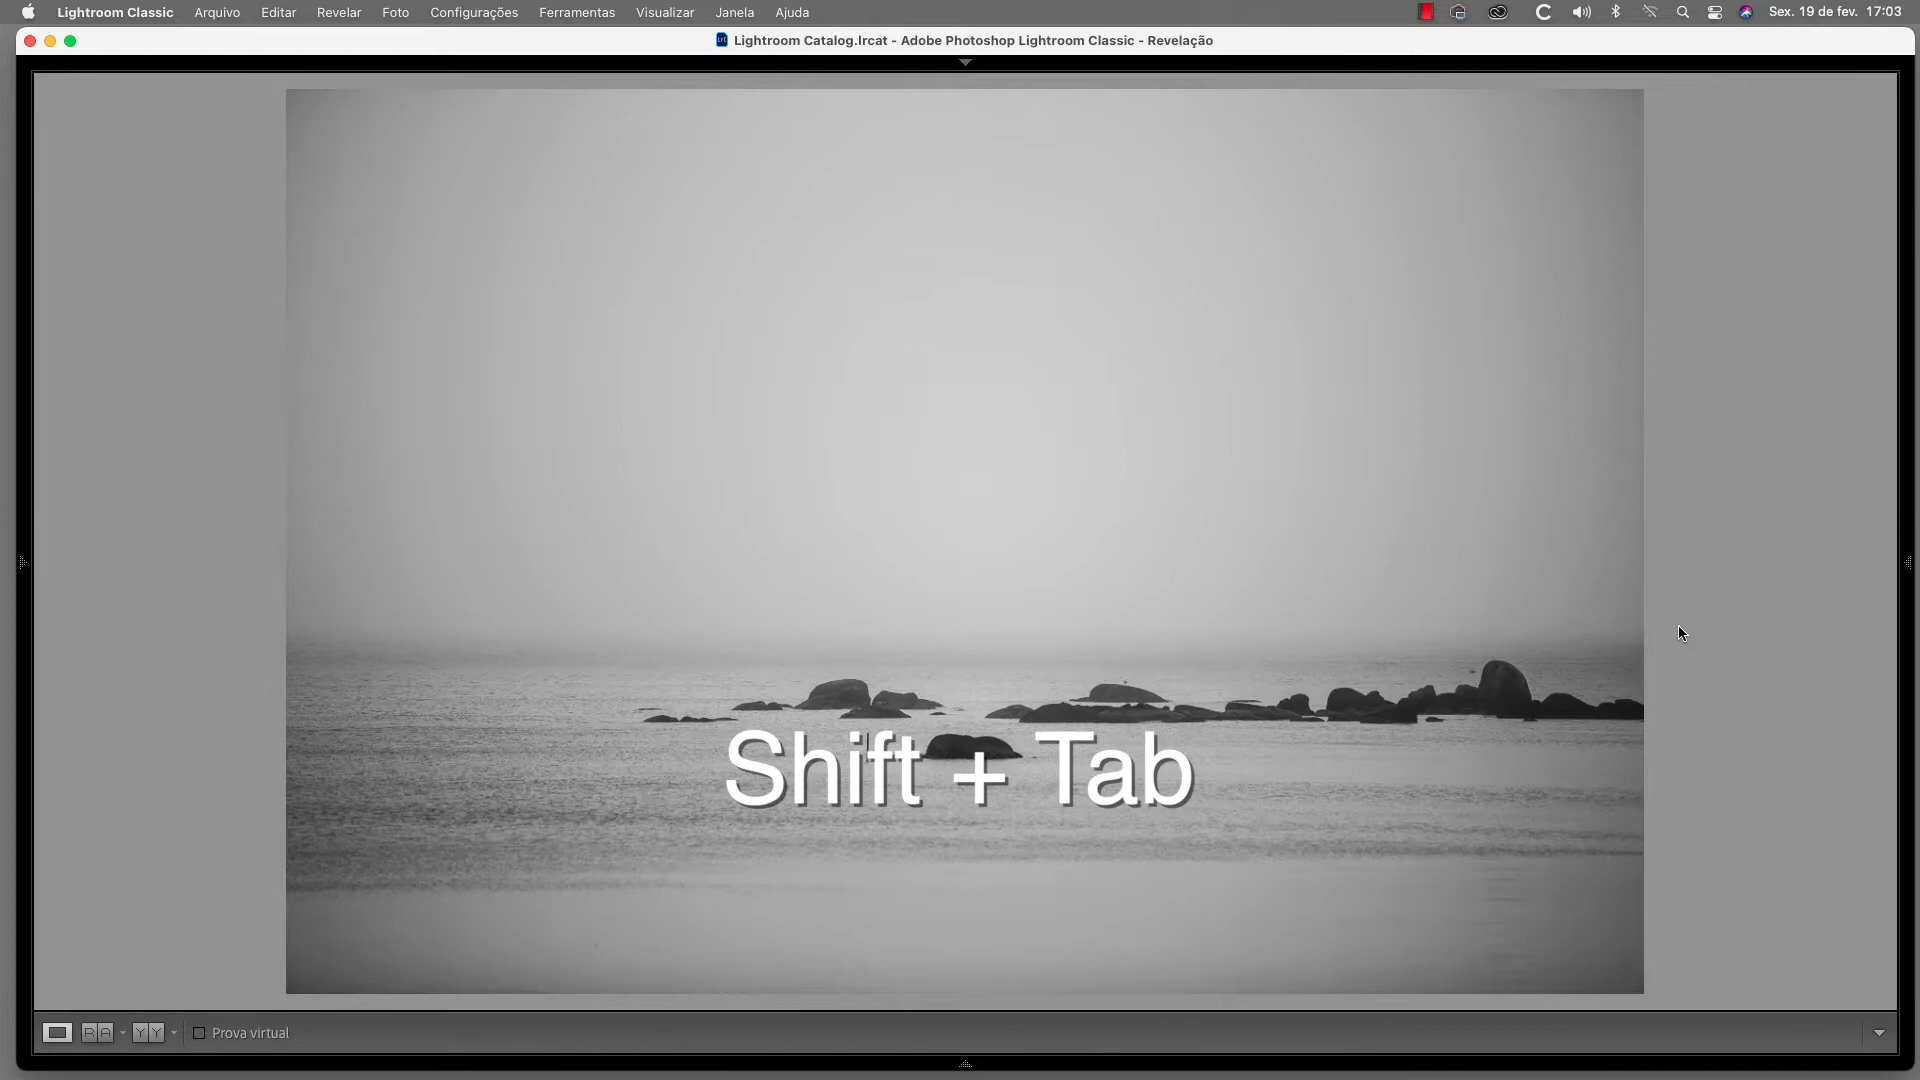 Lightroom Classic Arquivo Editar Revelar Foto Configurações Ferramentas Visualizar Janela Ajuda Sex. 19 de fev. 17:03
LrC Lightroom Catalog.lrcat - Adobe Photoshop Lightroom Classic - Revelação
Shift + Tab
R A Y Y Prova virtual